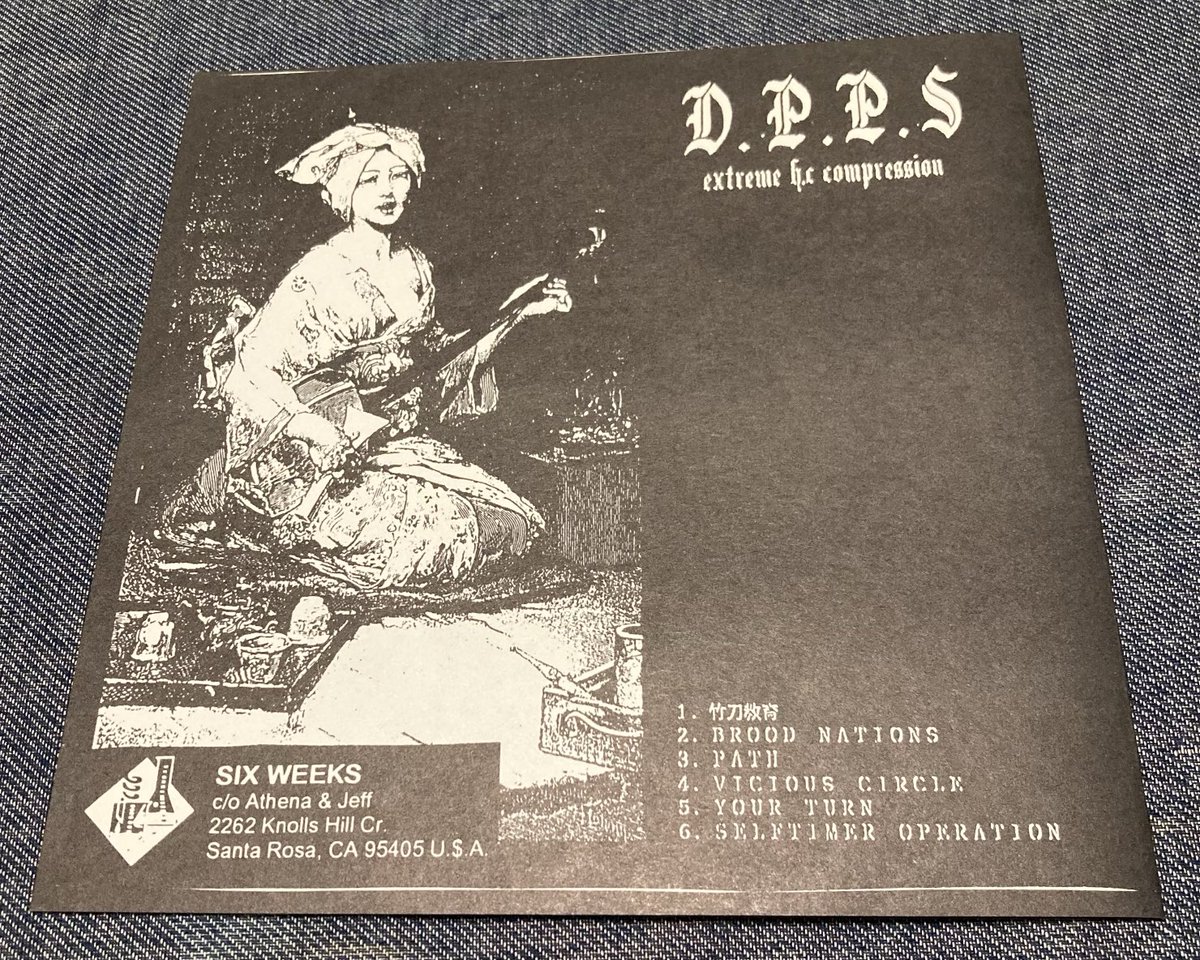 D.P.P.S
extreme h.c compression
1. 竹刀教育
2. BROOD NATIONS
3. PATH
4. VICIOUS CIRCLE
5. YOUR TURN
6. SELFTIMER OPERATION
SIX WEEKS
c/o Athena & Jeff
2262 Knolls Hill Cr.
Santa Rosa, CA 95405 U.$.A.